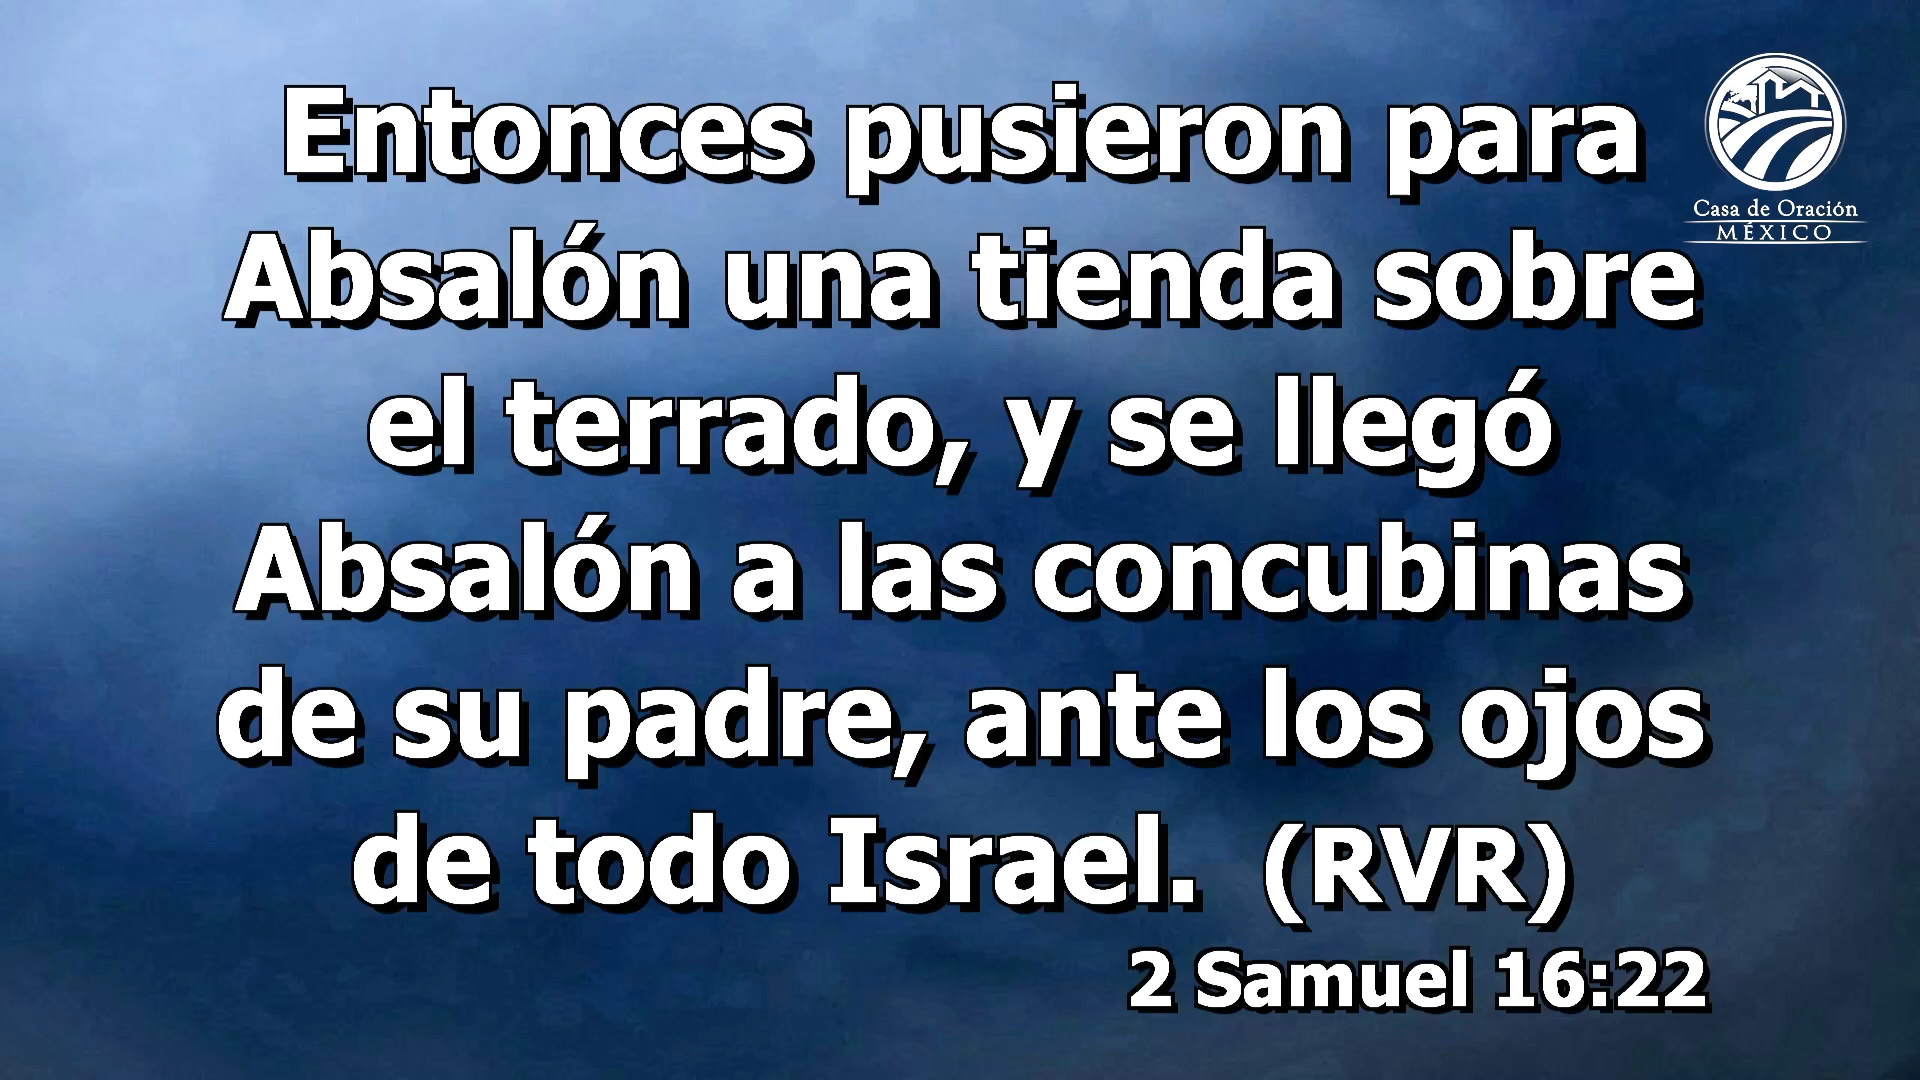 Entonces pusieron para
Absalón una tienda sobre
el terrado, y se llegó
Absalón a las concubinas
de su padre, ante los ojos
de todo Israel. (RVR)
2 Samuel 16:22
Casa de Oración
MÉXICO